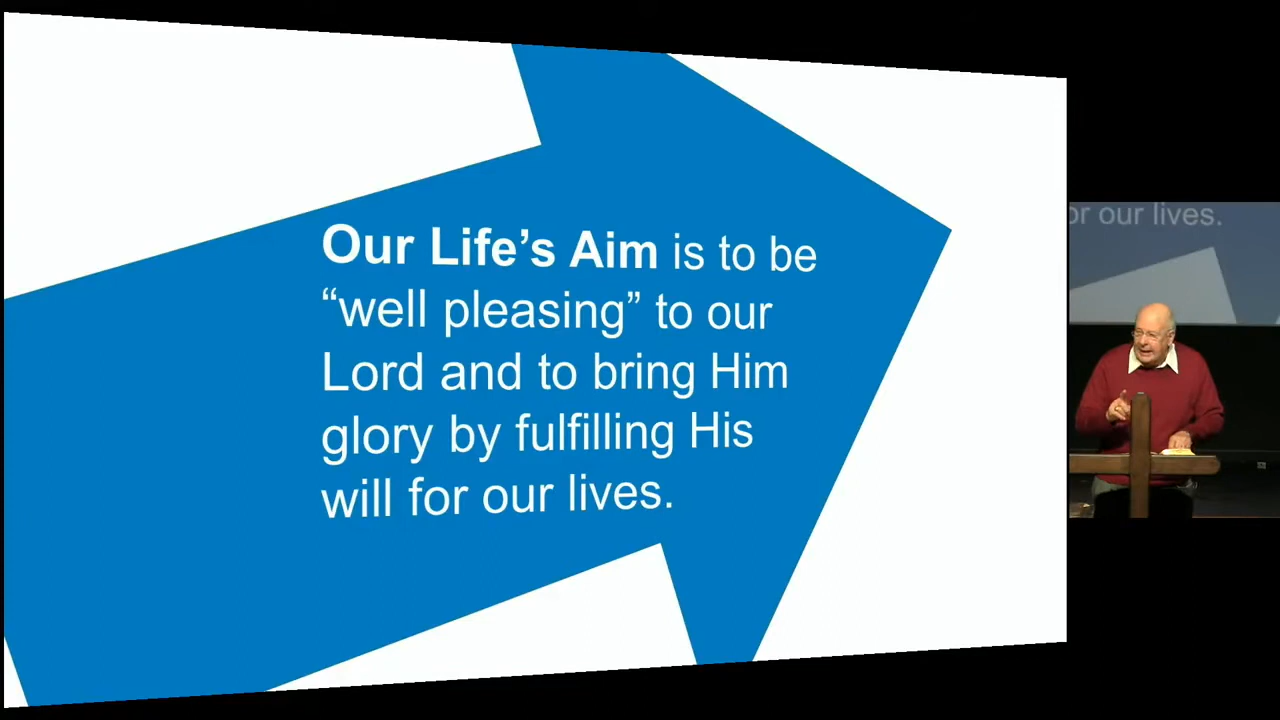 Our Life’s Aim is to be
“well pleasing” to our
Lord and to bring Him
glory by fulfilling His
will for our lives.
or our lives.